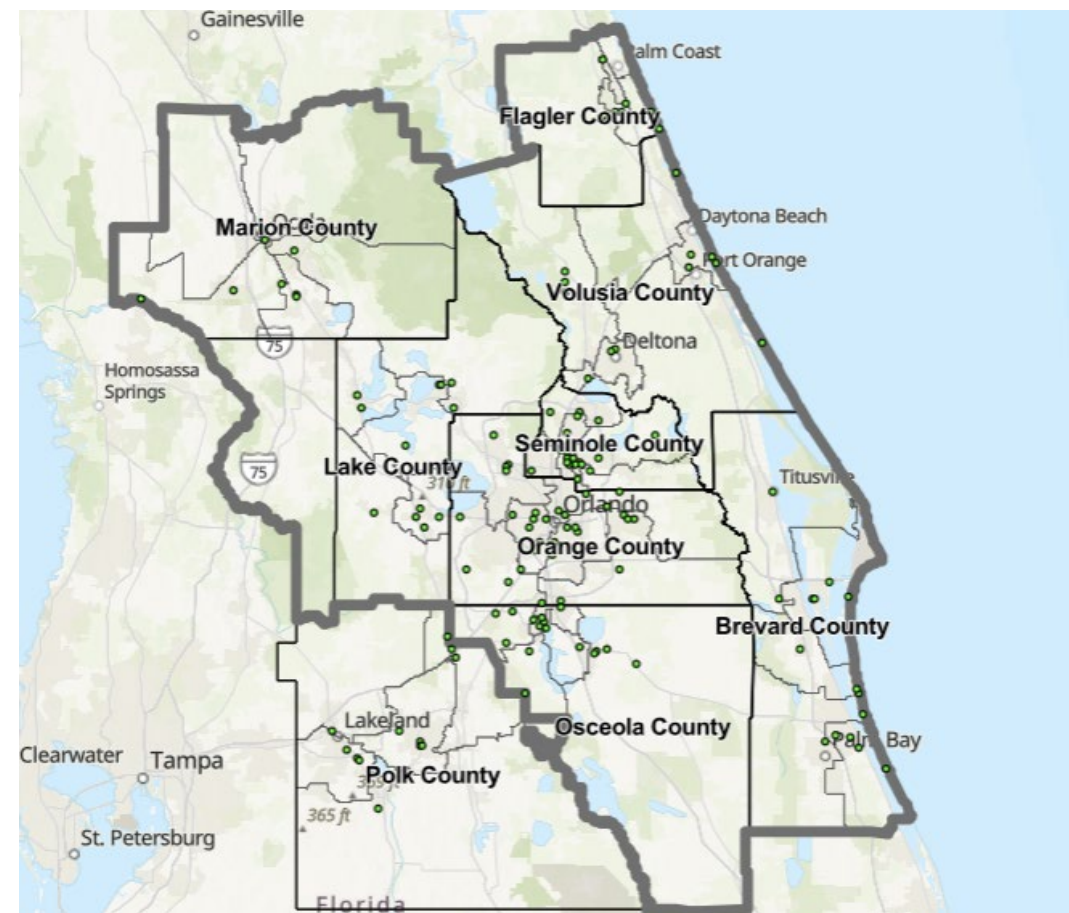 Gainesville
alm Coast
Flagler County
Marion County
Daytona Beach
Port Orange
Volusia County
Deltona
75
Homosassa
Springs
Seminole County
Lake County
75
Titusville
Orlando
Orange County
Brevard County
Lakeland
Osceola County
Clearwater
Tampa
Polk County
Palm Bay
365 ft
St. Petersburg
Florida